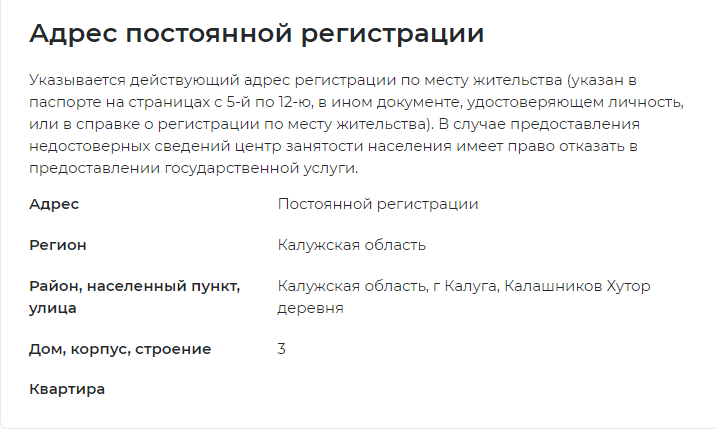 Адрес постоянной регистрации
Указывается действующий адрес регистрации по месту жительства (указан в
паспорте на страницах с 5-й по 12-ю, в ином документе, удостоверяющем личность,
или в справке о регистрации по месту жительства). В случае предоставления
недостоверных сведений центр занятости населения имеет право отказать в
предоставлении государственной услуги.
Адрес Постоянной регистрации
Регион Калужская область
Район, населенный пункт, Калужская область, г Калуга, Калашников Хутор
улица деревня
Дом, корпус, строение 3
Квартира